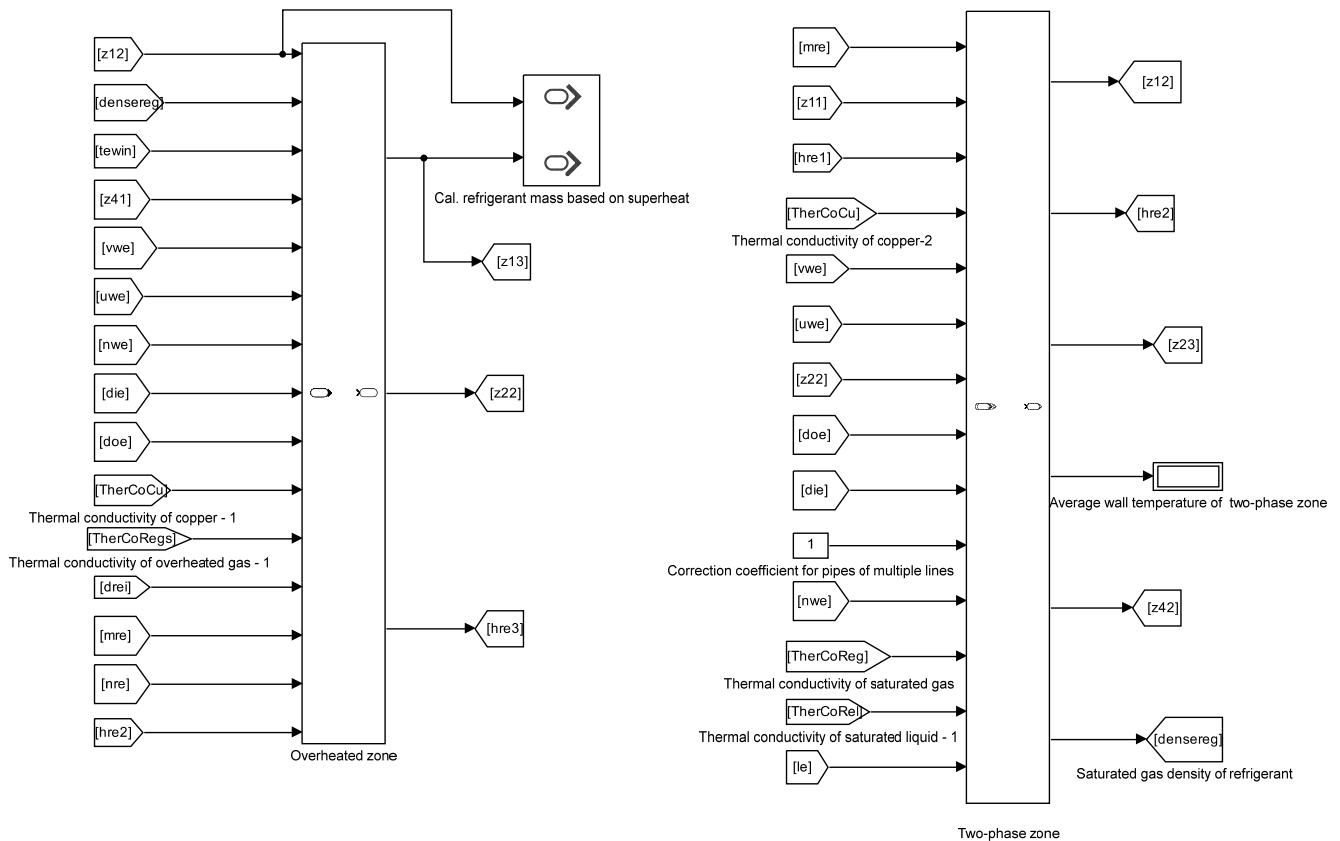 [z12]
[densereg]
[tewin]
[z41]
[vwe]
[uwe]
[nwe]
[die]
[doe]
[TherCoCu]
Thermal conductivity of copper - 1
[TherCoRegs]
Thermal conductivity of overheated gas - 1
[drei]
[mre]
[nre]
[hre2]
Overheated zone
Cal. refrigerant mass based on superheat
[z13]
[z22]
[hre3]
[mre]
[z11]
[hre1]
[TherCoCu]
Thermal conductivity of copper-2
[vwe]
[uwe]
[z22]
[doe]
[die]
1
Correction coefficient for pipes of multiple lines
[nwe]
[TherCoReg]
Thermal conductivity of saturated gas
[TherCoRel]
Thermal conductivity of saturated liquid - 1
[le]
Two-phase zone
[z12]
[hre2]
[z23]
Average wall temperature of two-phase zone
[z42]
[densereg]
Saturated gas density of refrigerant